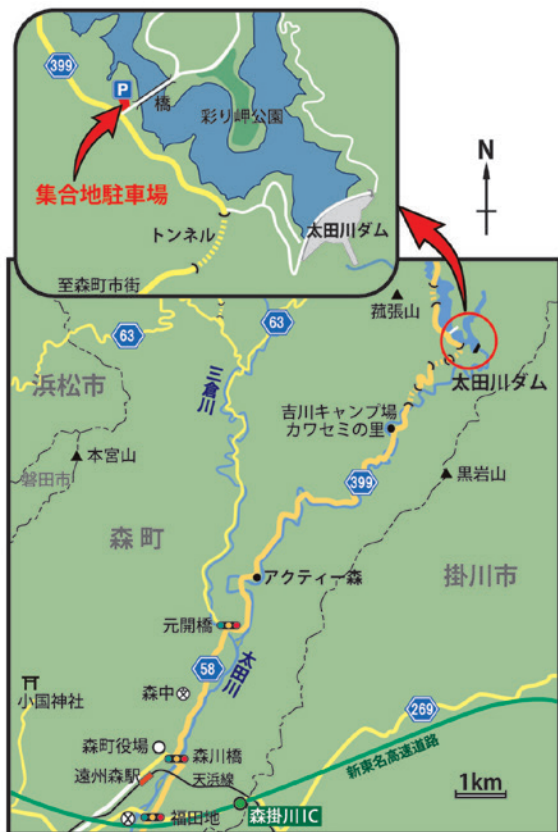 399
P
橋
彩り岬公園
集合地駐車場
トンネル
太田川ダム
至森町市街
N
63
63
菰張山
三倉川
浜松市
太田川ダム
吉川キャンプ場
カワセミの里
本宮山
磐田市
399
黒岩山
森町
掛川市
アクティー森
元開橋
太田川
58
小国神社
森中
269
森町役場
森川橋
新東名高速道路
遠州森駅
天浜線
1km
福田地
森掛川IC